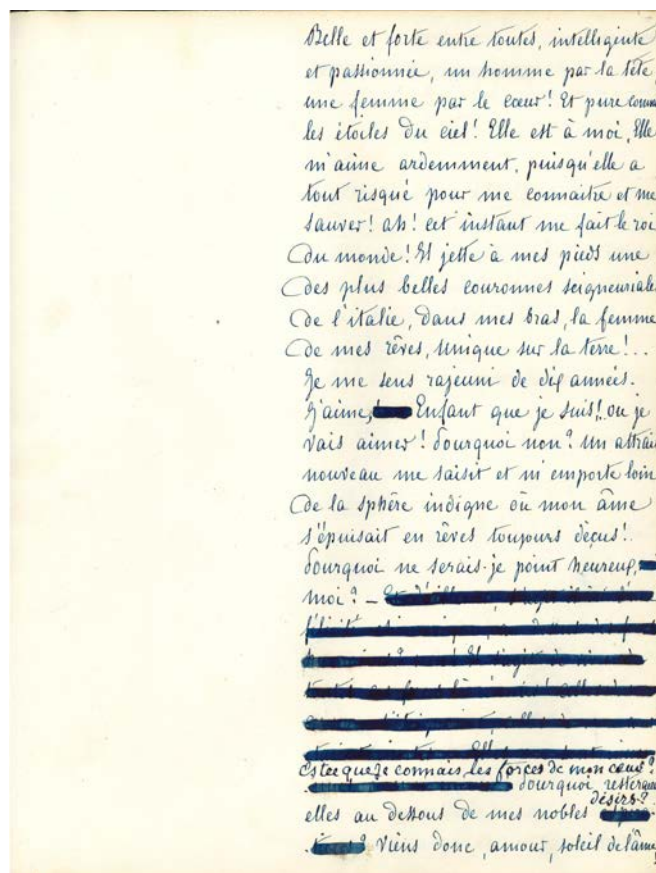 Belle et forte entre toutes, intelligente
et passionnée, un homme par la tête,
une femme par le cœur! Et pure comme
les étoiles du ciel! Elle est à moi, Elle
m'aime ardemment, puisqu'elle a
tout risqué pour me connaitre et me
sauver! ah! cet instant me fait le roi
du monde! Il jette à mes pieds une
des plus belles couronnes seigneuriales
de l'italie, dans mes bras, la femme
de mes rêves, unique sur la terre!..
Je me sens rajeuni de dix années.
J'aime, Enfant que je suis! ou je
vais aimer! Pourquoi non? un attrait
nouveau me saisit et m'emporte loin
de la sphère indigne où mon âme
s'épuisait en rêves toujours déçus!
Pourquoi ne serais-je point heureux,
moi? –
Est ce que je connais les forces de mon cœur?
Pourquoi resteraient
désirs?
elles au dessous de mes nobles
Viens donc, amour, soleil de l'âme!